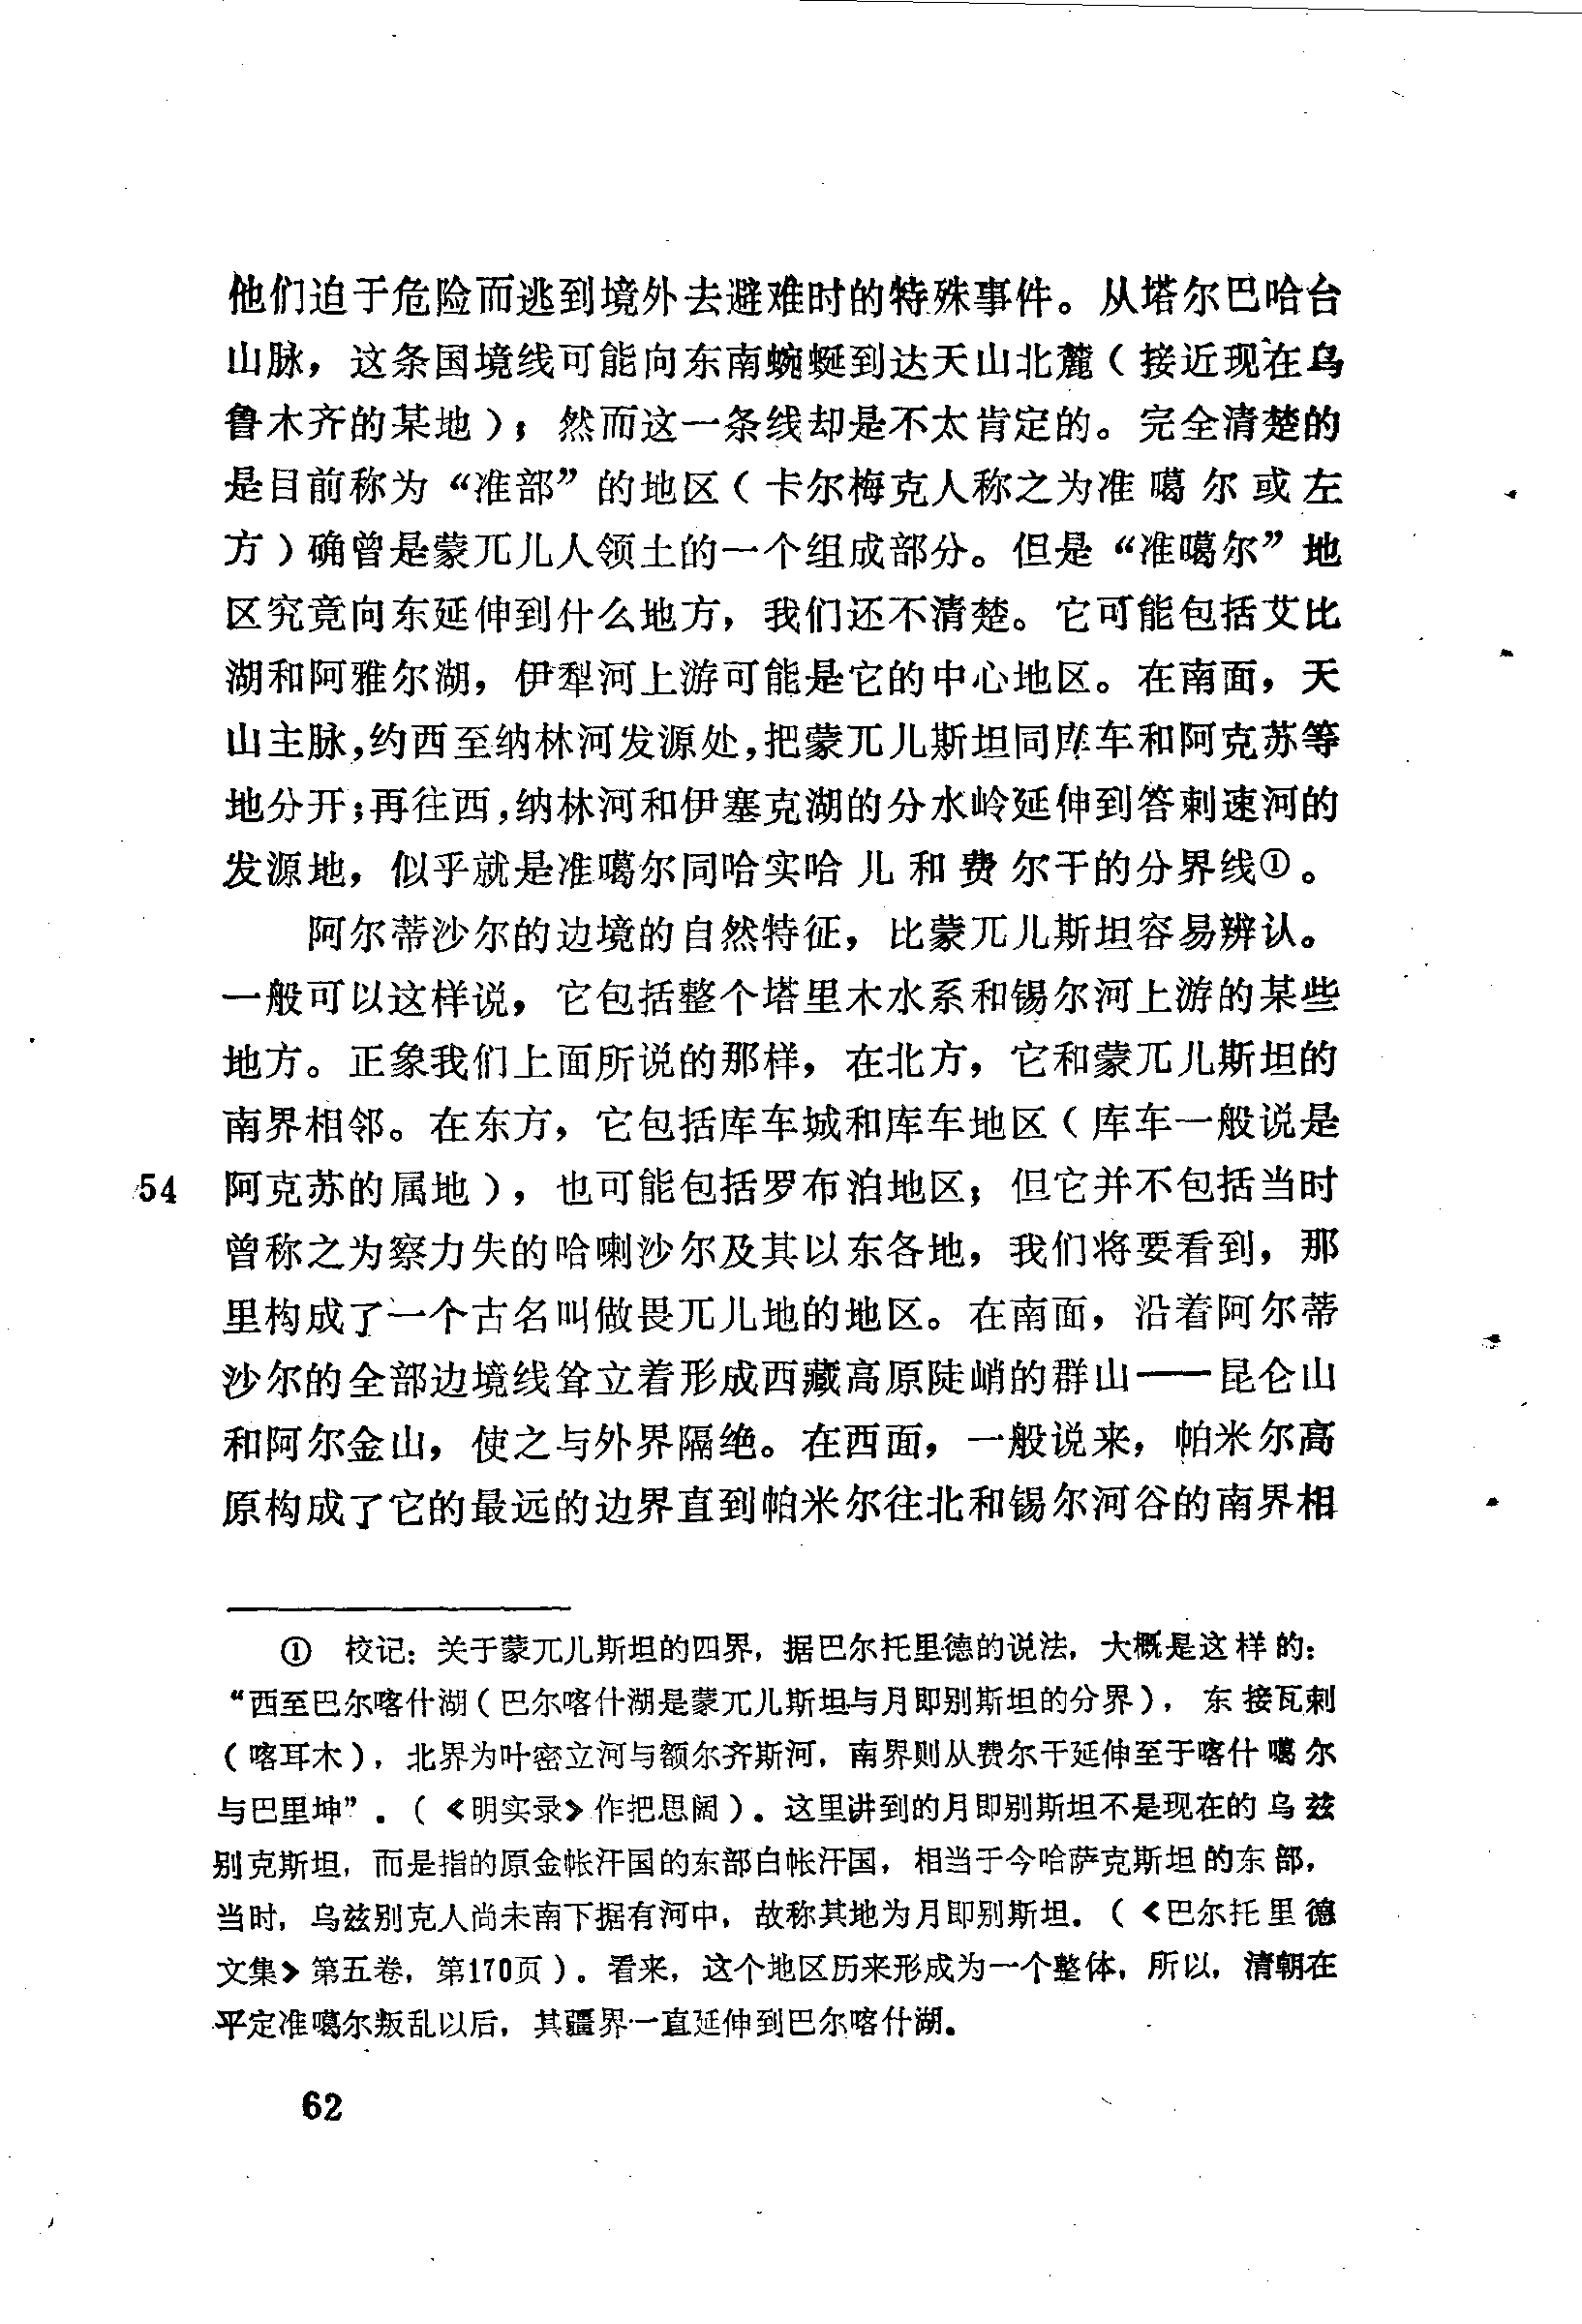 他们迫于危险而逃到境外去避难时的特殊事件。从塔尔巴哈台
山脉，这条国境线可能向东南蜿蜒到达天山北麓（接近现在乌
鲁木齐的某地）；然而这一条线却是不太肯定的。完全清楚的
是目前称为“准部”的地区（卡尔梅克人称之为准噶尔或左
方）确曾是蒙兀儿人领土的一个组成部分。但是“准噶尔”地
区究竟向东延伸到什么地方，我们还不清楚。它可能包括艾比
湖和阿雅尔湖，伊犁河上游可能是它的中心地区。在南面，天
山主脉，约西至纳林河发源处，把蒙兀儿斯坦同库车和阿克苏等
地分开；再往西，纳林河和伊塞克湖的分水岭延伸到答剌速河的
发源地，似乎就是准噶尔同哈实哈儿和费尔干的分界线①。
阿尔蒂沙尔的边境的自然特征，比蒙兀儿斯坦容易辨认。
一般可以这样说，它包括整个塔里木水系和锡尔河上游的某些
地方。正象我们上面所说的那样，在北方，它和蒙兀儿斯坦的
南界相邻。在东方，它包括库车城和库车地区（库车一般说是
54 阿克苏的属地），也可能包括罗布泊地区；但它并不包括当时
曾称之为察力失的哈喇沙尔及其以东各地，我们将要看到，那
里构成了一个古名叫做畏兀儿地的地区。在南面，沿着阿尔蒂
沙尔的全部边境线耸立着形成西藏高原陡峭的群山——昆仑山
和阿尔金山，使之与外界隔绝。在西面，一般说来，帕米尔高
原构成了它的最远的边界直到帕米尔往北和锡尔河谷的南界相
① 校记：关于蒙兀儿斯坦的四界，据巴尔托里德的说法，大概是这样的：
“西至巴尔喀什湖（巴尔喀什湖是蒙兀儿斯坦与月即别斯坦的分界），东接瓦剌
（喀耳木），北界为叶密立河与额尔齐斯河，南界则从费尔干延伸至于喀什噶尔
与巴里坤”．（《明实录》作把思阔）。这里讲到的月即别斯坦不是现在的乌兹
别克斯坦，而是指的原金帐汗国的东部白帐汗国，相当于今哈萨克斯坦的东部，
当时，乌兹别克人尚未南下据有河中，故称其地为月即别斯坦．（《巴尔托里德
文集》第五卷，第170页）。看来，这个地区历来形成为一个整体，所以，清朝在
平定准噶尔叛乱以后，其疆界一直延伸到巴尔喀什湖．
62